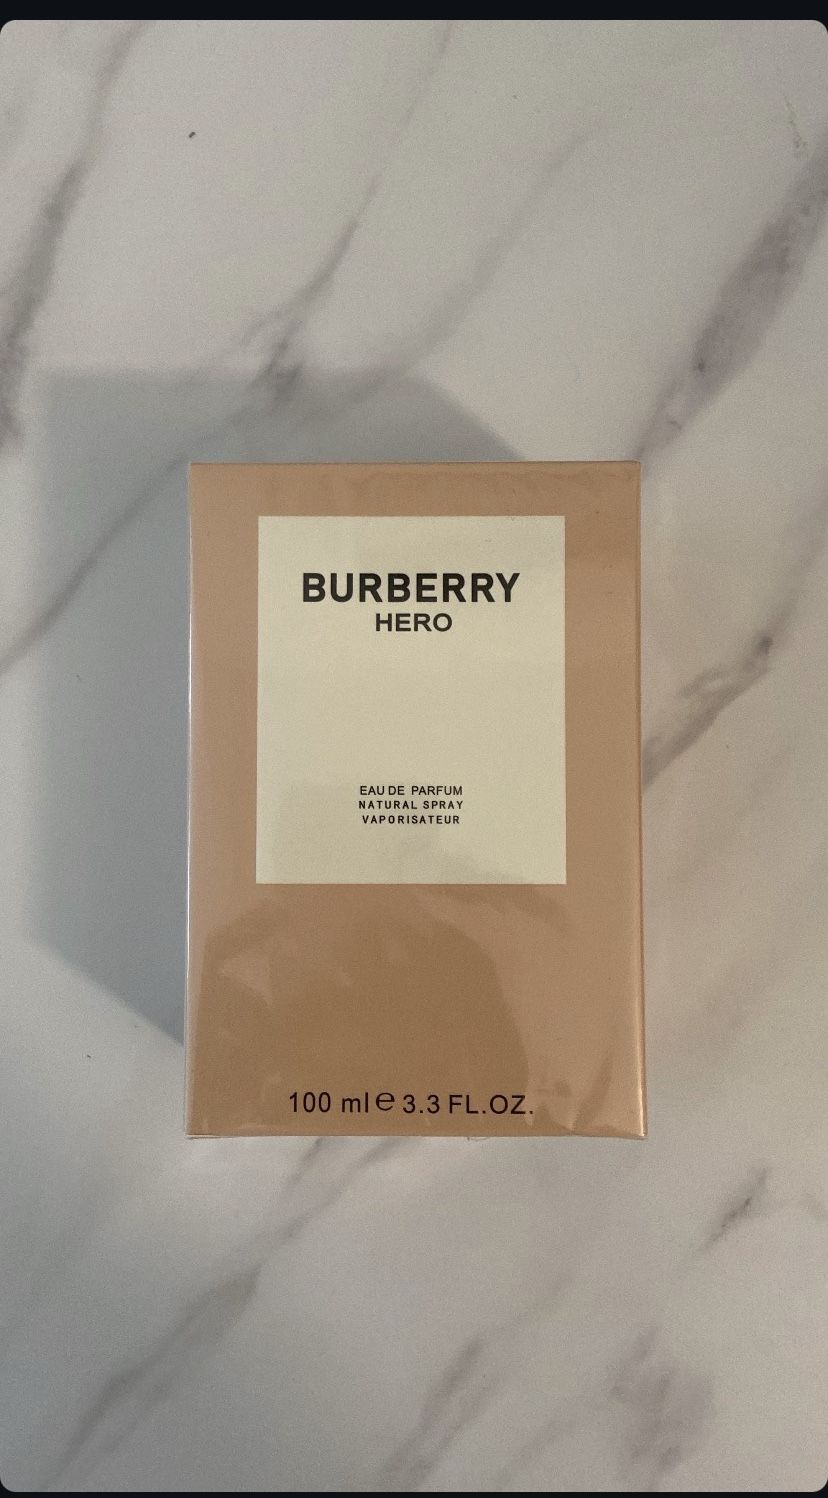 BURBERRY
HERO
EAU DE PARFUM
NATURAL SPRAY
VAPORISATEUR
100 ml e 3.3 FL.OZ.